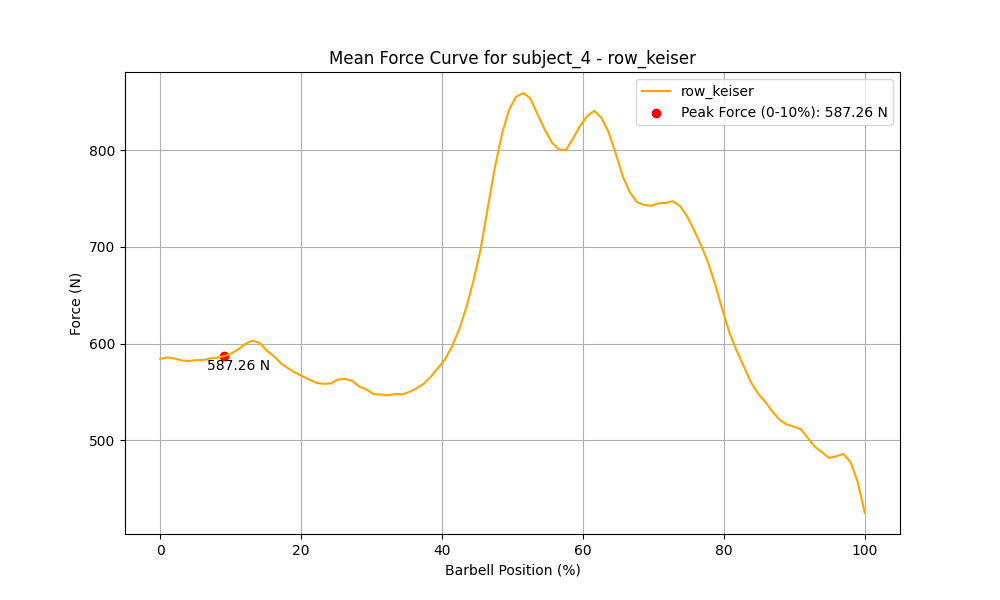 Mean Force Curve for subject_4 - row_keiser
row_keiser
Peak Force (0-10%): 587.26 N
800
700
600
500
587.26 N
Force (N)
0 20 40 60 80 100
Barbell Position (%)